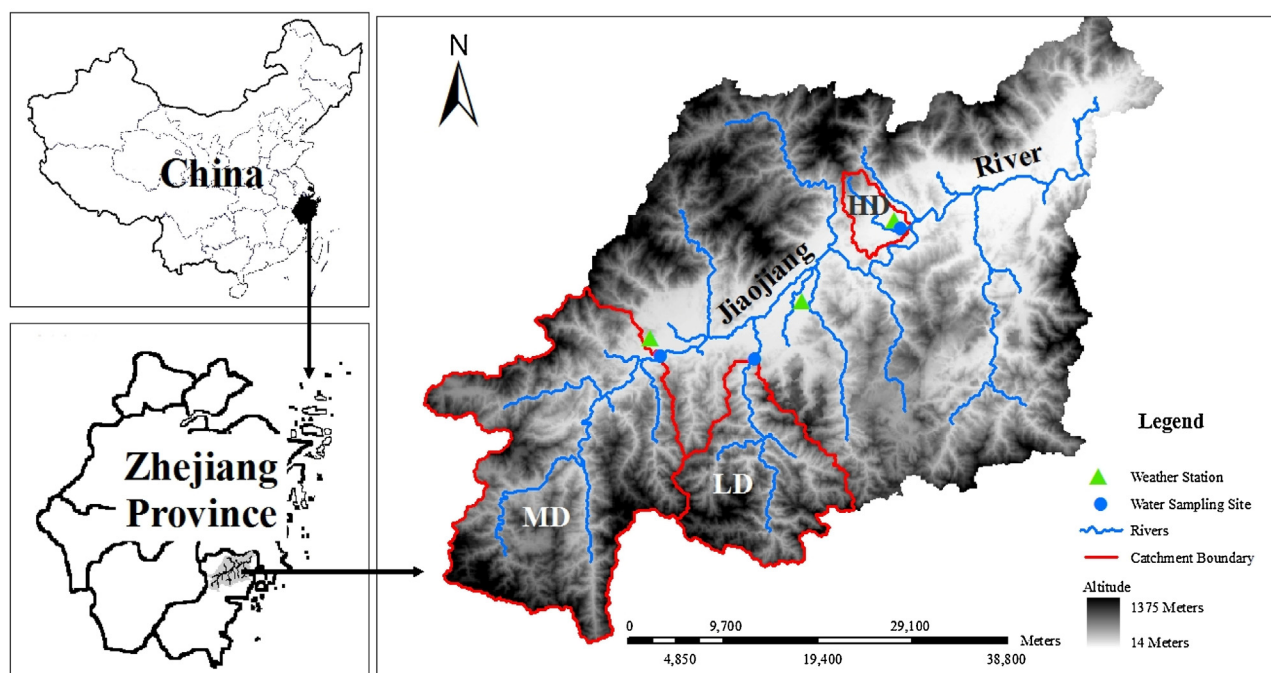 China
Zhejiang
Province
N
River
HD
Jiaojiang
LD
MD
Legend
Weather Station
Water Sampling Site
Rivers
Catchment Boundary
Altitude
1375 Meters
14 Meters
0 9,700 29,100
Meters
4,850 19,400 38,800